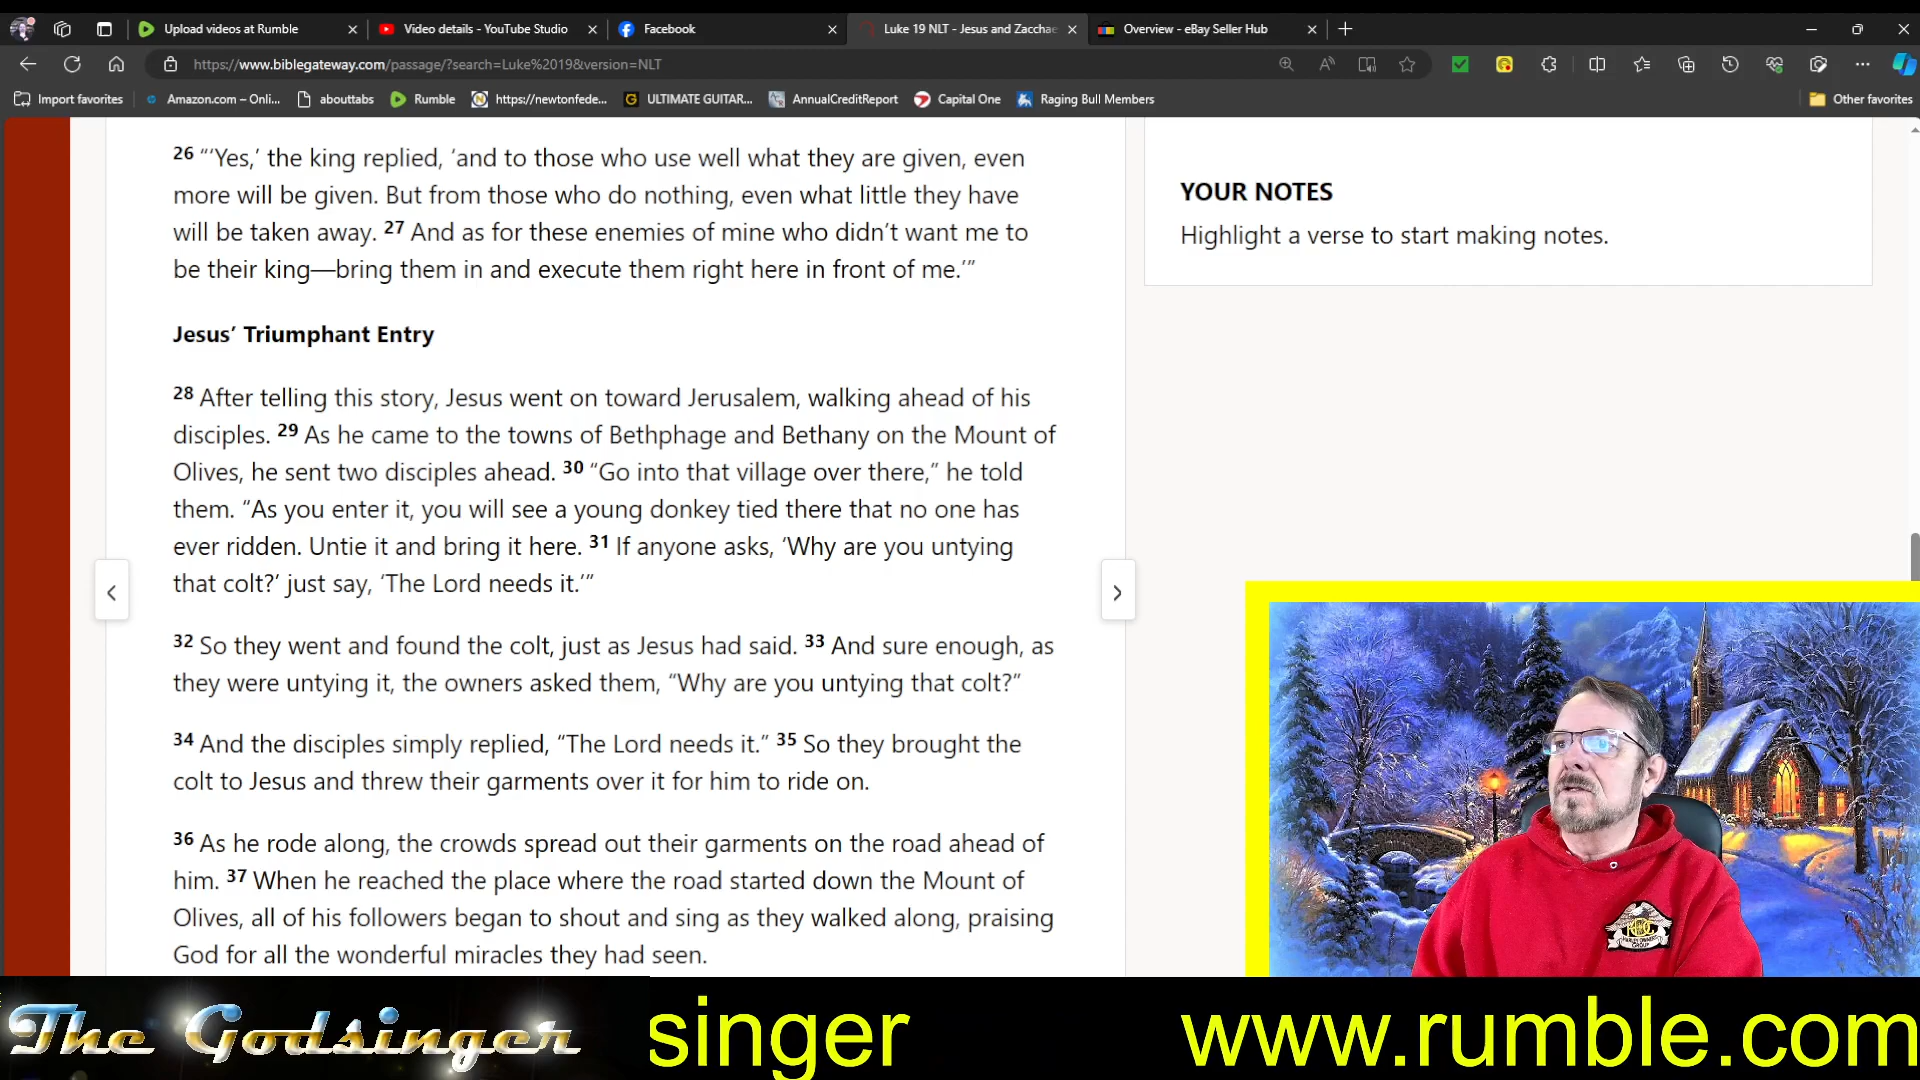 Upload videos at Rumble
Video details - YouTube Studio
Facebook
Luke 19 NLT - Jesus and Zacchae
Overview - eBay Seller Hub
https://www.biblegateway.com/passage/?search=Luke%2019&version=NLT
Import favorites
Amazon.com – Onli...
abouttabs
Rumble
https://newtonfede...
ULTIMATE GUITAR...
AnnualCreditReport
Capital One
Raging Bull Members
Other favorites
26 “‘Yes,’ the king replied, ‘and to those who use well what they are given, even
more will be given. But from those who do nothing, even what little they have
will be taken away. 27 And as for these enemies of mine who didn’t want me to
be their king—bring them in and execute them right here in front of me.’”
Jesus’ Triumphant Entry
28 After telling this story, Jesus went on toward Jerusalem, walking ahead of his
disciples. 29 As he came to the towns of Bethphage and Bethany on the Mount of
Olives, he sent two disciples ahead. 30 “Go into that village over there,” he told
them. “As you enter it, you will see a young donkey tied there that no one has
ever ridden. Untie it and bring it here. 31 If anyone asks, ‘Why are you untying
that colt?’ just say, ‘The Lord needs it.’”
32 So they went and found the colt, just as Jesus had said. 33 And sure enough, as
they were untying it, the owners asked them, “Why are you untying that colt?”
34 And the disciples simply replied, “The Lord needs it.” 35 So they brought the
colt to Jesus and threw their garments over it for him to ride on.
36 As he rode along, the crowds spread out their garments on the road ahead of
him. 37 When he reached the place where the road started down the Mount of
Olives, all of his followers began to shout and sing as they walked along, praising
God for all the wonderful miracles they had seen.
YOUR NOTES
Highlight a verse to start making notes.
The Godsinger
singer
www.rumble.com